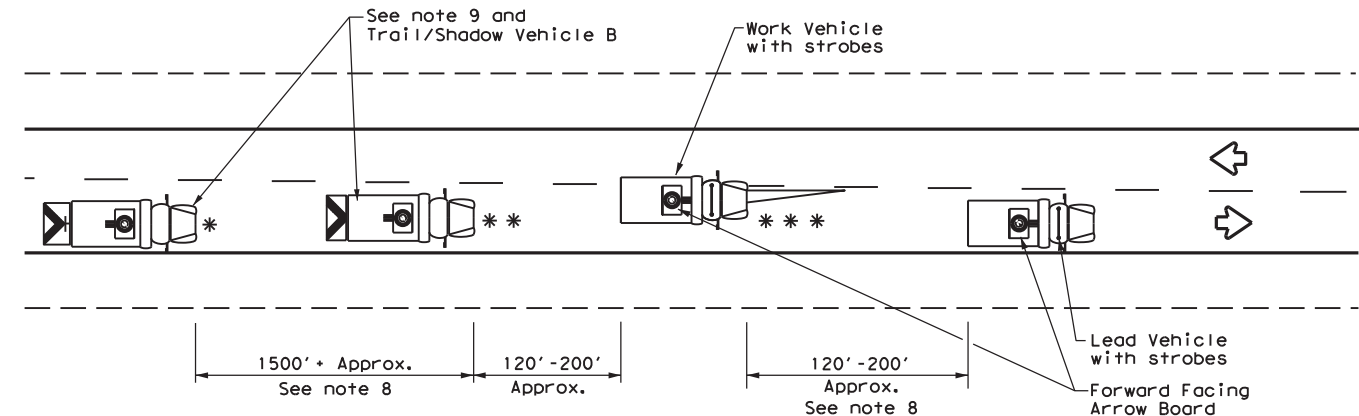 See note 9 and
Trail/Shadow Vehicle B
Work Vehicle
with strobes
*
* *
* * *
1500'+ Approx.
See note 8
120'-200'
Approx.
120'-200'
Approx.
See note 8
Lead Vehicle
with strobes
Forward Facing
Arrow Board